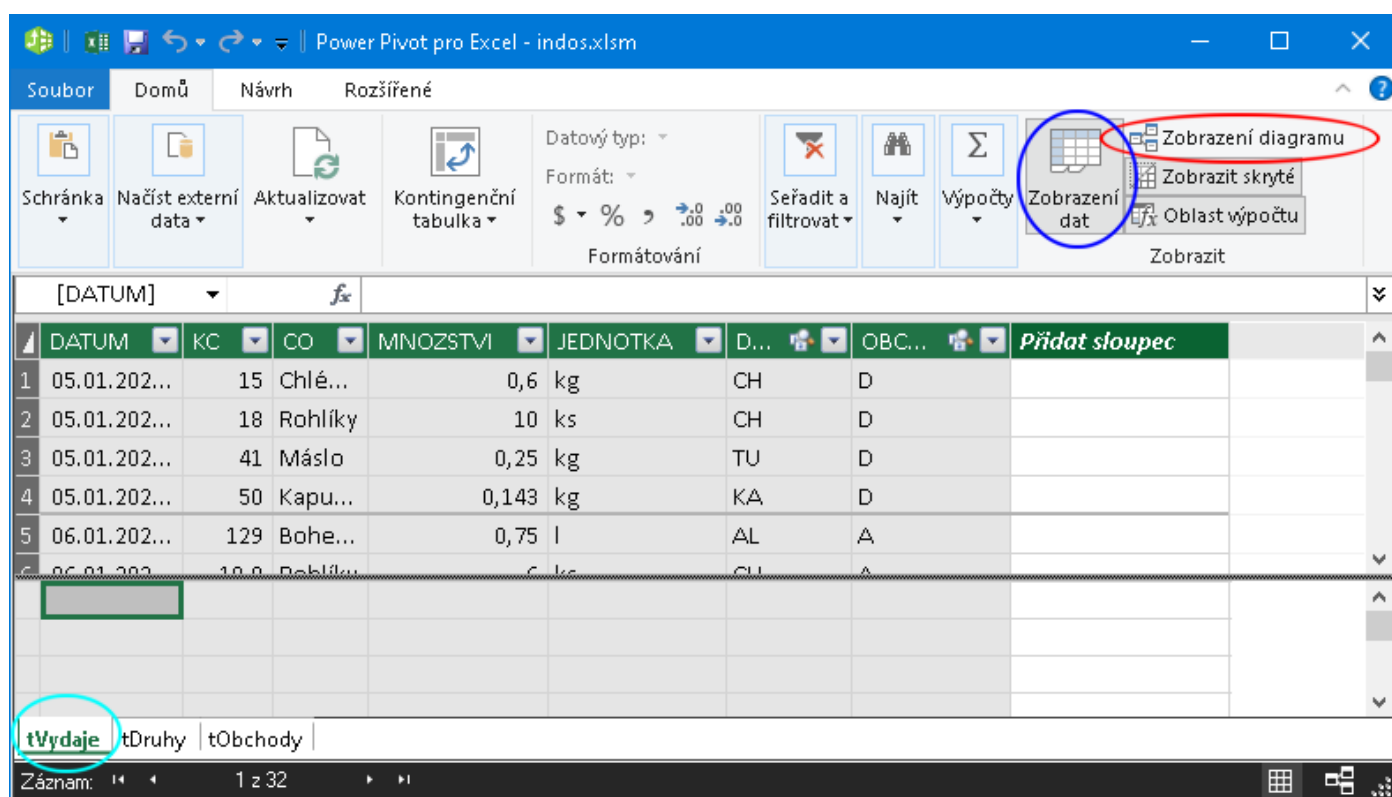 Power Pivot pro Excel - indos.xlsm
Soubor Domů Návrh Rozšířené
Schránka
Načíst externí data
Aktualizovat
Kontingenční tabulka
Datový typ:
Formát:
$ % 
Formátování
Seřadit a filtrovat
Najít
Σ
Výpočty
Zobrazení dat
Zobrazení diagramu
Zobrazit skryté
Oblast výpočtu
Zobrazit
[DATUM] fx
DATUM KC CO MNOZSTVI JEDNOTKA D... OBC... Přidat sloupec
1 05.01.202... 15 Chlé... 0,6 kg CH D
2 05.01.202... 18 Rohlíky 10 ks CH D
3 05.01.202... 41 Máslo 0,25 kg TU D
4 05.01.202... 50 Kapu... 0,143 kg KA D
5 06.01.202... 129 Bohe... 0,75 l AL A
tVydaje tDruhy tObchody
Záznam: 1 z 32